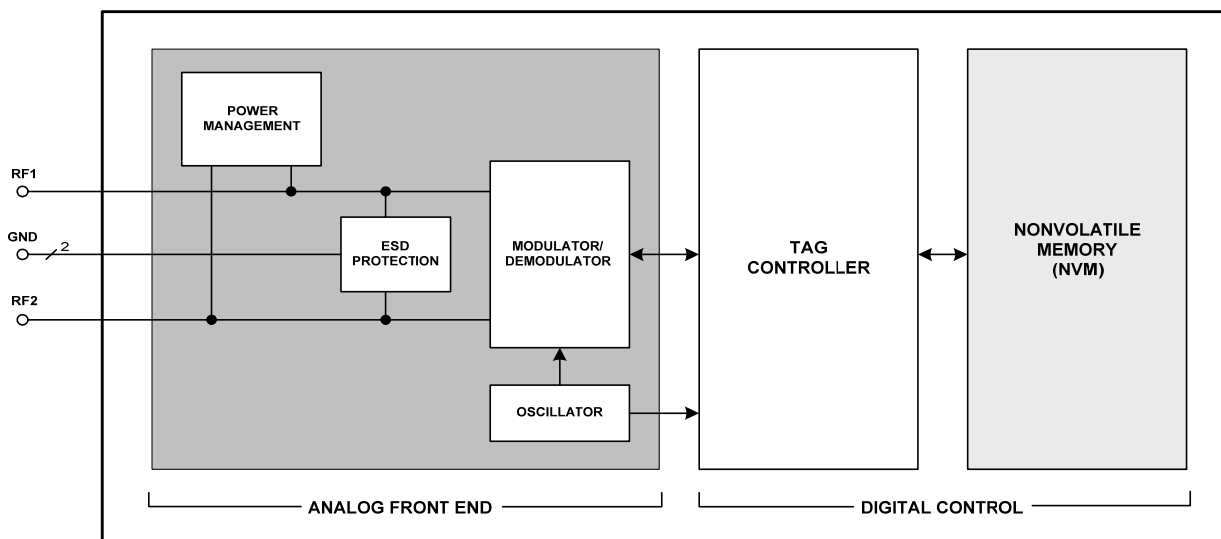 POWER
MANAGEMENT
RF1
GND
2
RF2
ESD
PROTECTION
MODULATOR/
DEMODULATOR
OSCILLATOR
TAG
CONTROLLER
NONVOLATILE
MEMORY
(NVM)
ANALOG FRONT END
DIGITAL CONTROL